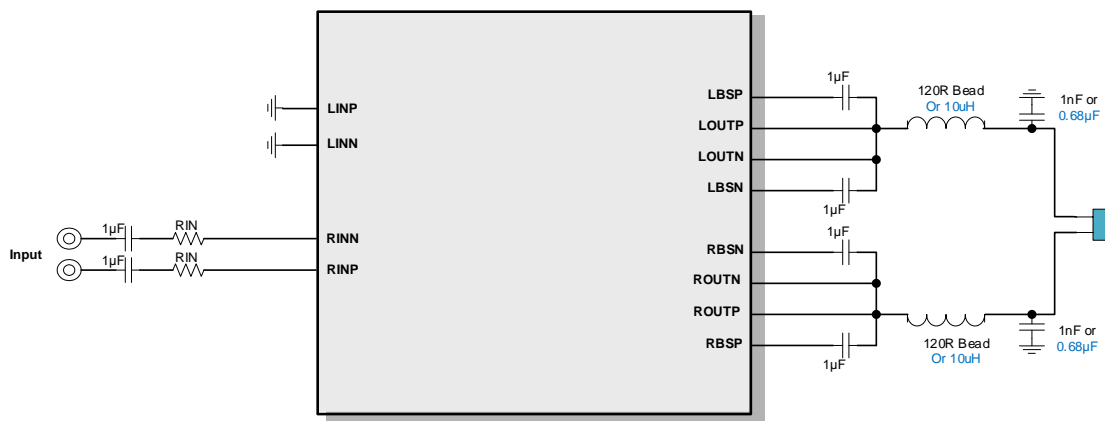 LINP
LINN
Input
1µF
RIN
RINN
1µF
RIN
RINP
LBSP
1µF
LOUTP
LOUTN
LBSN
1µF
120R Bead
Or 10uH
1nF or
0.68µF
RBSN
1µF
ROUTN
ROUTP
RBSP
1µF
120R Bead
Or 10uH
1nF or
0.68µF